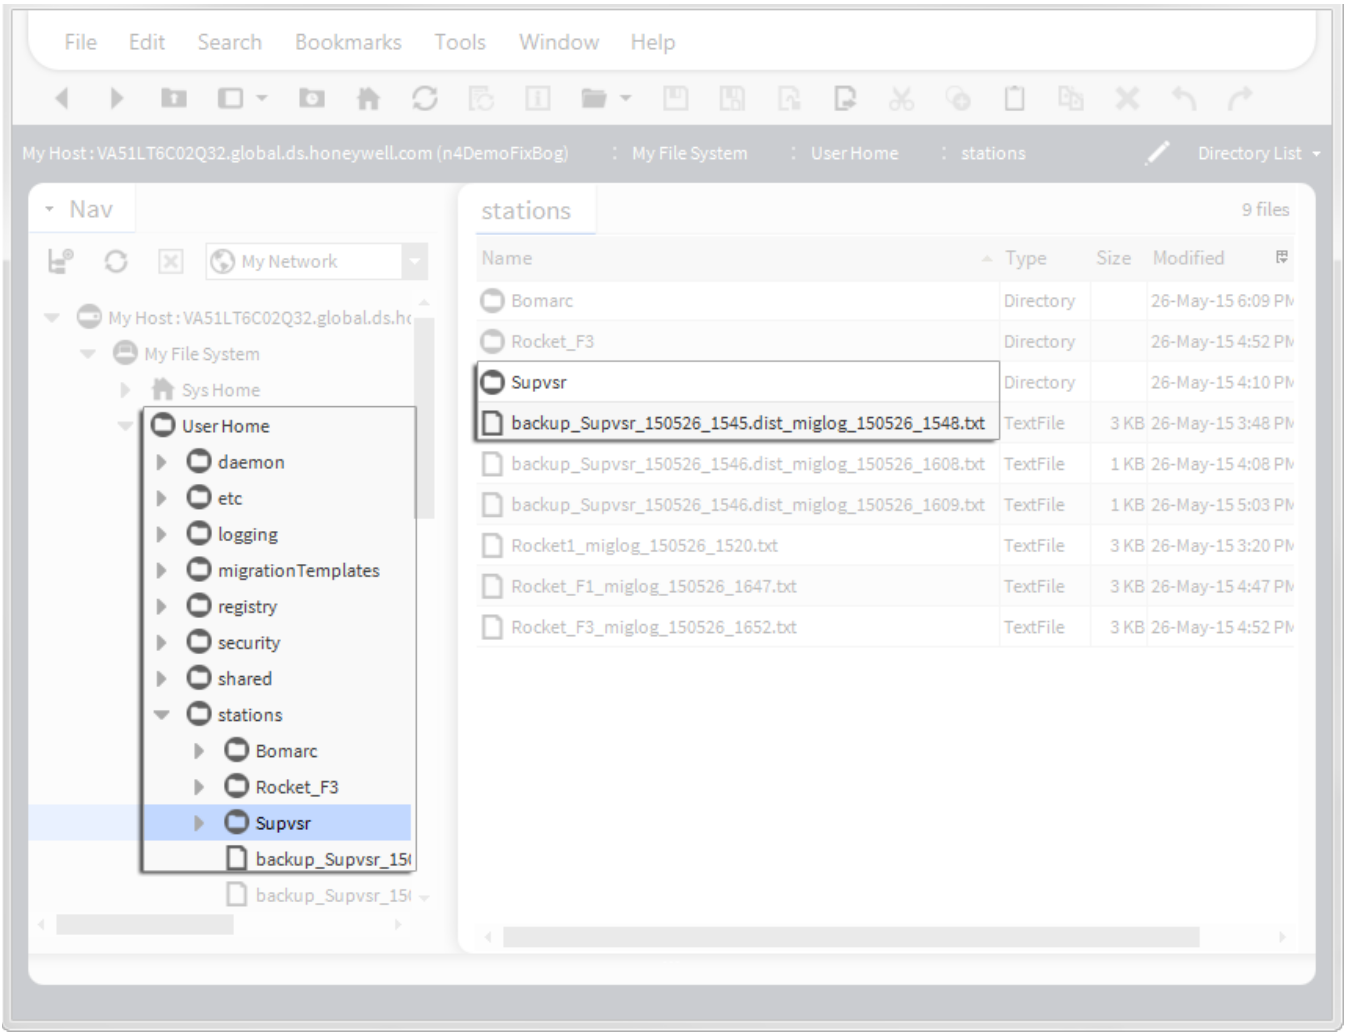 File Edit Search Bookmarks Tools Window Help
My Host : VA51LT6C02Q32.global.ds.honeywell.com (n4DemoFixBog) : My File System : User Home : stations Directory List
Nav
My Network
My Host : VA51LT6C02Q32.global.ds.h
My File System
Sys Home
User Home
daemon
etc
logging
migrationTemplates
registry
security
shared
stations
Bomarc
Rocket_F3
Supvsr
backup_Supvsr_15
backup_Supvsr_15
stations 9 files
Name Type Size Modified
Bomarc Directory 26-May-15 6:09 PM
Rocket_F3 Directory 26-May-15 4:52 PM
Supvsr Directory 26-May-15 4:10 PM
backup_Supvsr_150526_1545.dist_miglog_150526_1548.txt TextFile 3 KB 26-May-15 3:48 PM
backup_Supvsr_150526_1546.dist_miglog_150526_1608.txt TextFile 1 KB 26-May-15 4:08 PM
backup_Supvsr_150526_1546.dist_miglog_150526_1609.txt TextFile 1 KB 26-May-15 5:03 PM
Rocket1_miglog_150526_1520.txt TextFile 3 KB 26-May-15 3:20 PM
Rocket_F1_miglog_150526_1647.txt TextFile 3 KB 26-May-15 4:47 PM
Rocket_F3_miglog_150526_1652.txt TextFile 3 KB 26-May-15 4:52 PM